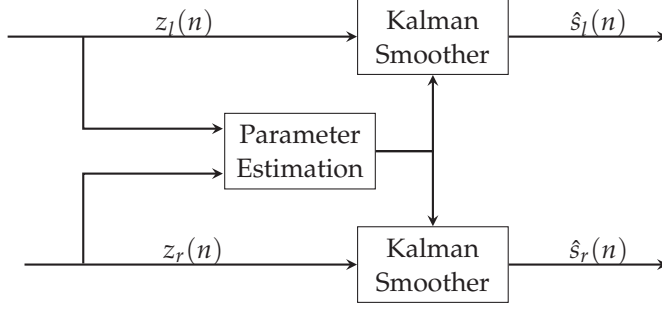 z_l(n)
Kalman
Smoother
ŝ_l(n)
Parameter
Estimation
z_r(n)
Kalman
Smoother
ŝ_r(n)